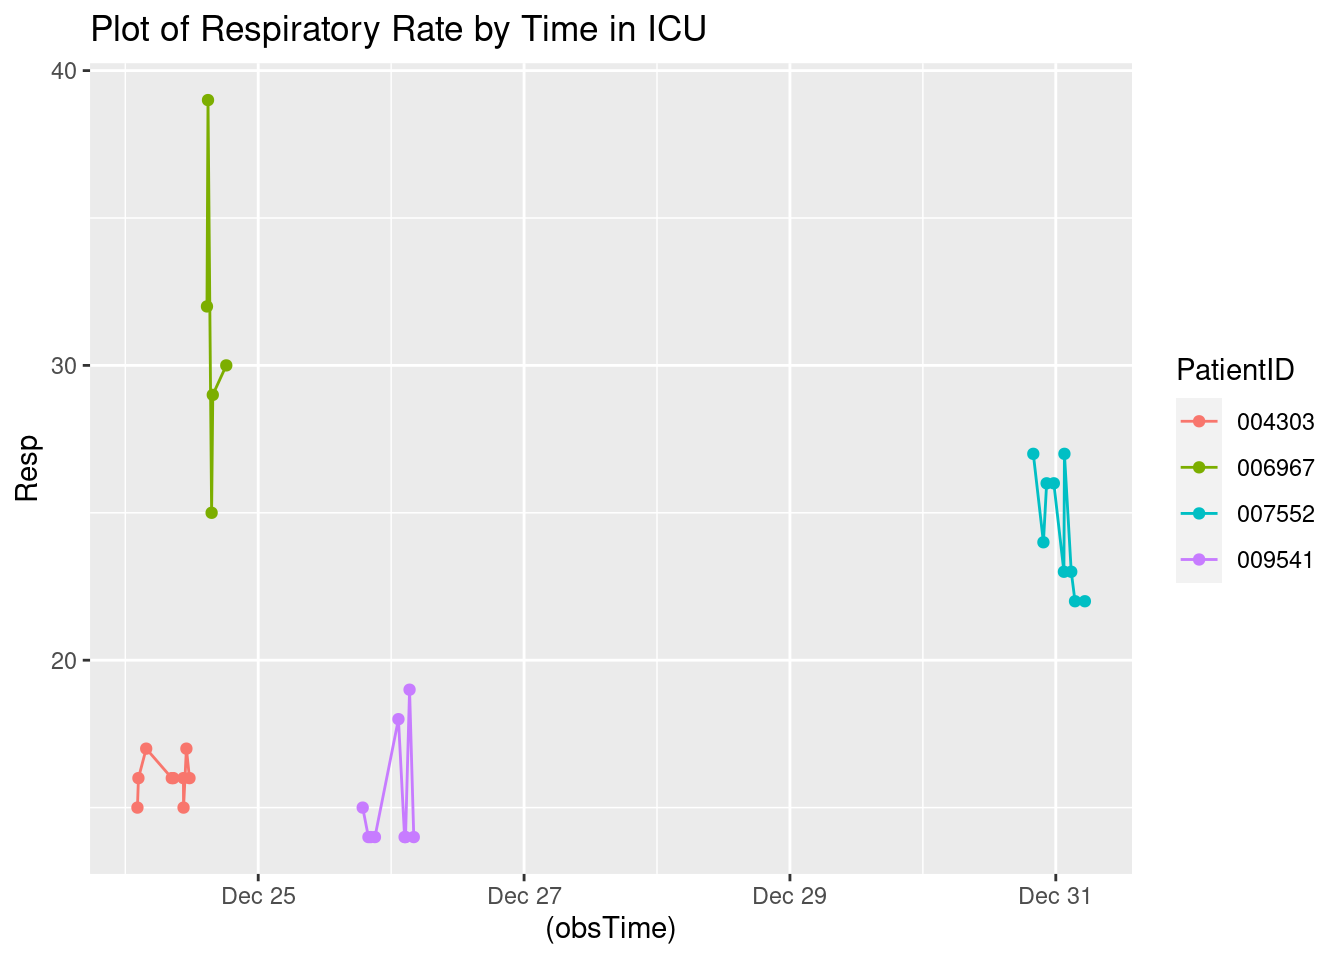 Plot of Respiratory Rate by Time in ICU
40
30
20
Resp
Dec 25
Dec 27
Dec 29
Dec 31
(obsTime)
PatientID
004303
006967
007552
009541